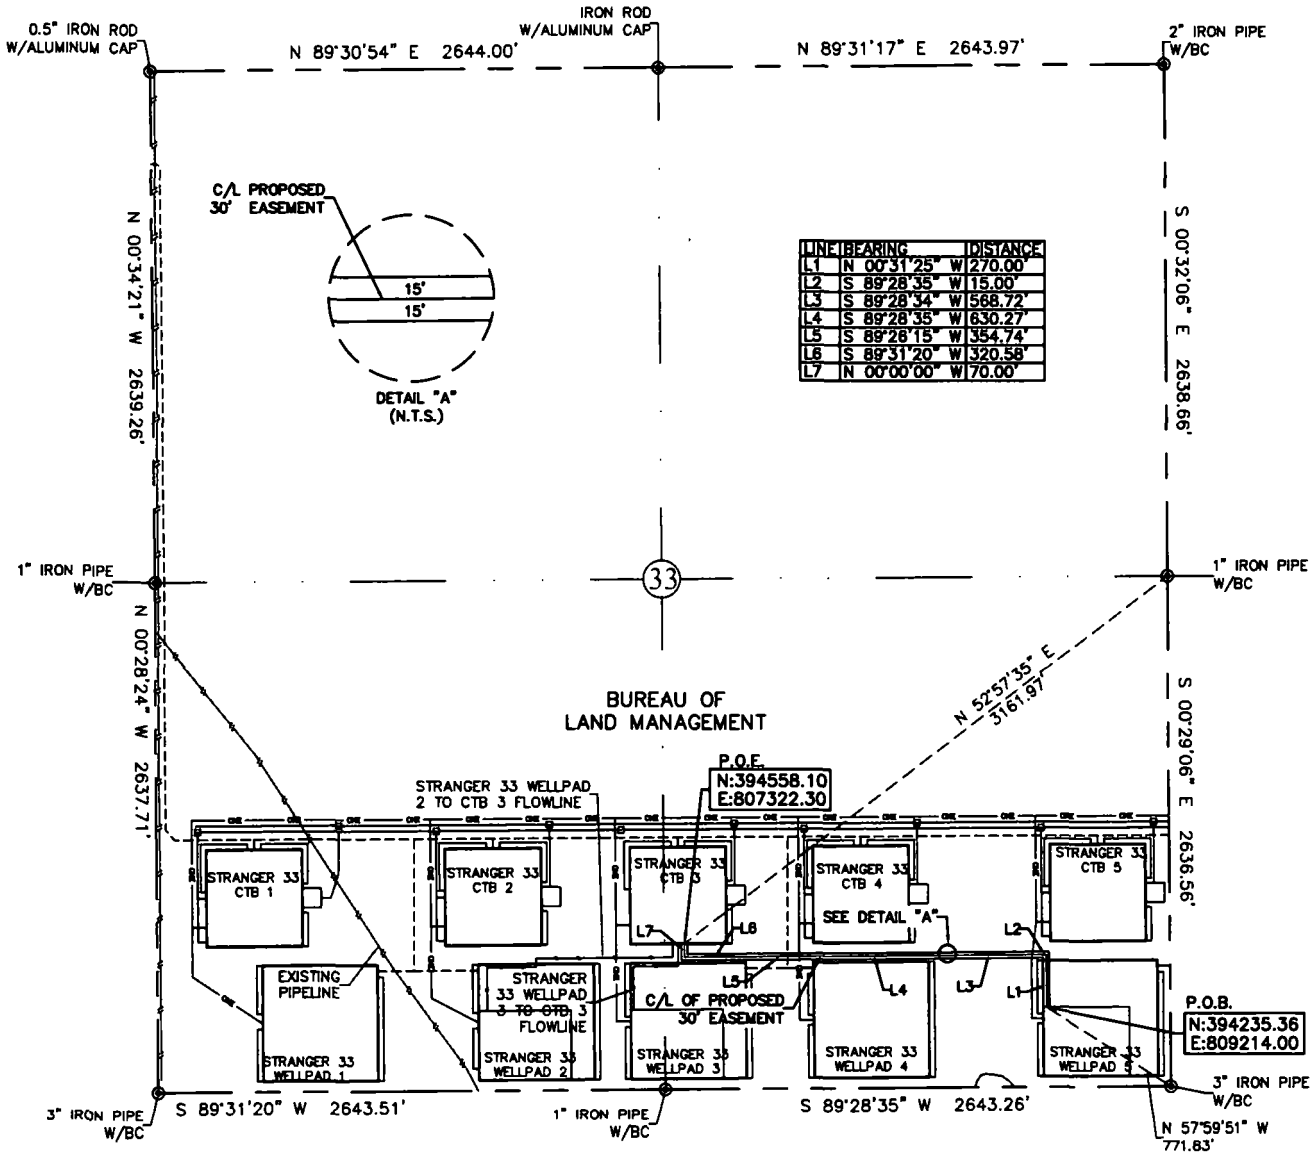 0.5" IRON ROD
W/ALUMINUM CAP
N 89°30'54" E 2644.00'
IRON ROD
W/ALUMINUM CAP
N 89°31'17" E 2643.97'
2" IRON PIPE
W/BC
C/L PROPOSED
30' EASEMENT
15'
15'
DETAIL "A"
(N.T.S.)
N 00°34'21" W 2639.26'
LINE BEARING DISTANCE
L1 N 00°31'25" W 270.00'
L2 S 89°28'35" W 15.00'
L3 S 89°28'34" W 568.72'
L4 S 89°28'35" W 630.27'
L5 S 89°26'15" W 354.74'
L6 S 89°31'20" W 320.58'
L7 N 00°00'00" W 70.00'
S 00°32'06" E 2638.66'
1" IRON PIPE
W/BC
33
1" IRON PIPE
W/BC
N 00°28'24" W 2637.71'
BUREAU OF
LAND MANAGEMENT
N 52°57'35" E
3161.97'
S 00°29'06" E 2636.56'
P.O.E.
N:394558.10
E:807322.30
STRANGER 33 WELLPAD
2 TO CTB 3 FLOWLINE
OHE
OHE
OHE
OHE
OHE
OHE
OHE
OHE
OHE
STRANGER 33
CTB 1
STRANGER 33
CTB 2
STRANGER 33
CTB 3
STRANGER 33
CTB 4
STRANGER 33
CTB 5
SEE DETAIL "A"
L7
L6
L2
EXISTING
PIPELINE
STRANGER
33 WELLPAD
3 TO CTB 3
FLOWLINE
L5
C/L OF PROPOSED
30' EASEMENT
L4
L3
L1
P.O.B.
N:394235.36
E:809214.00
STRANGER 33
WELLPAD 1
STRANGER 33
WELLPAD 2
STRANGER 33
WELLPAD 3
STRANGER 33
WELLPAD 4
STRANGER 33
WELLPAD 5
3" IRON PIPE
W/BC
S 89°31'20" W 2643.51'
1" IRON PIPE
W/BC
S 89°28'35" W 2643.26'
3" IRON PIPE
W/BC
N 57°59'51" W
771.83'